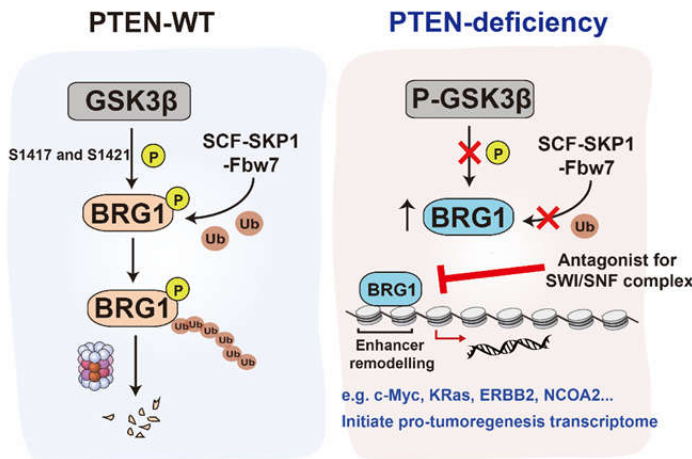 PTEN-WT
GSK3β
S1417 and S1421
P
SCF-SKP1
-Fbw7
P
BRG1
Ub
Ub
P
BRG1
Ub
Ub
Ub
Ub
Ub
Ub
Ub
PTEN-deficiency
P-GSK3β
P
SCF-SKP1
-Fbw7
BRG1
Ub
Antagonist for
SWI/SNF complex
BRG1
Enhancer
remodelling
e.g. c-Myc, KRas, ERBB2, NCOA2...
Initiate pro-tumoregenesis transcriptome